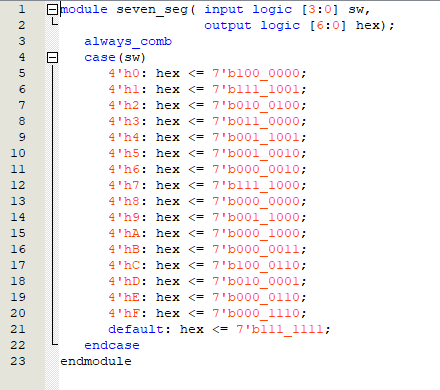 1 module seven_seg( input logic [3:0] sw,
2 output logic [6:0] hex);
3 always_comb
4 case(sw)
5 4'h0: hex <= 7'b100_0000;
6 4'h1: hex <= 7'b111_1001;
7 4'h2: hex <= 7'b010_0100;
8 4'h3: hex <= 7'b011_0000;
9 4'h4: hex <= 7'b001_1001;
10 4'h5: hex <= 7'b001_0010;
11 4'h6: hex <= 7'b000_0010;
12 4'h7: hex <= 7'b111_1000;
13 4'h8: hex <= 7'b000_0000;
14 4'h9: hex <= 7'b001_1000;
15 4'hA: hex <= 7'b000_1000;
16 4'hB: hex <= 7'b000_0011;
17 4'hC: hex <= 7'b100_0110;
18 4'hD: hex <= 7'b010_0001;
19 4'hE: hex <= 7'b000_0110;
20 4'hF: hex <= 7'b000_1110;
21 default: hex <= 7'b111_1111;
22 endcase
23 endmodule